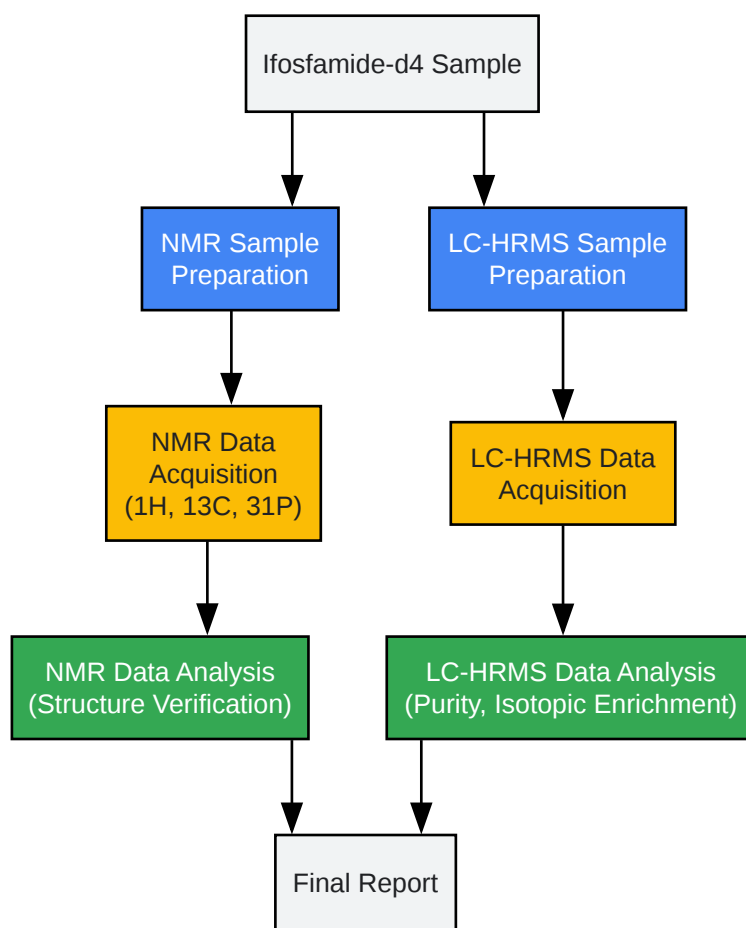 Ifosfamide-d4 Sample
NMR Sample
Preparation
LC-HRMS Sample
Preparation
NMR Data
Acquisition
(1H, 13C, 31P)
LC-HRMS Data
Acquisition
NMR Data Analysis
(Structure Verification)
LC-HRMS Data Analysis
(Purity, Isotopic Enrichment)
Final Report